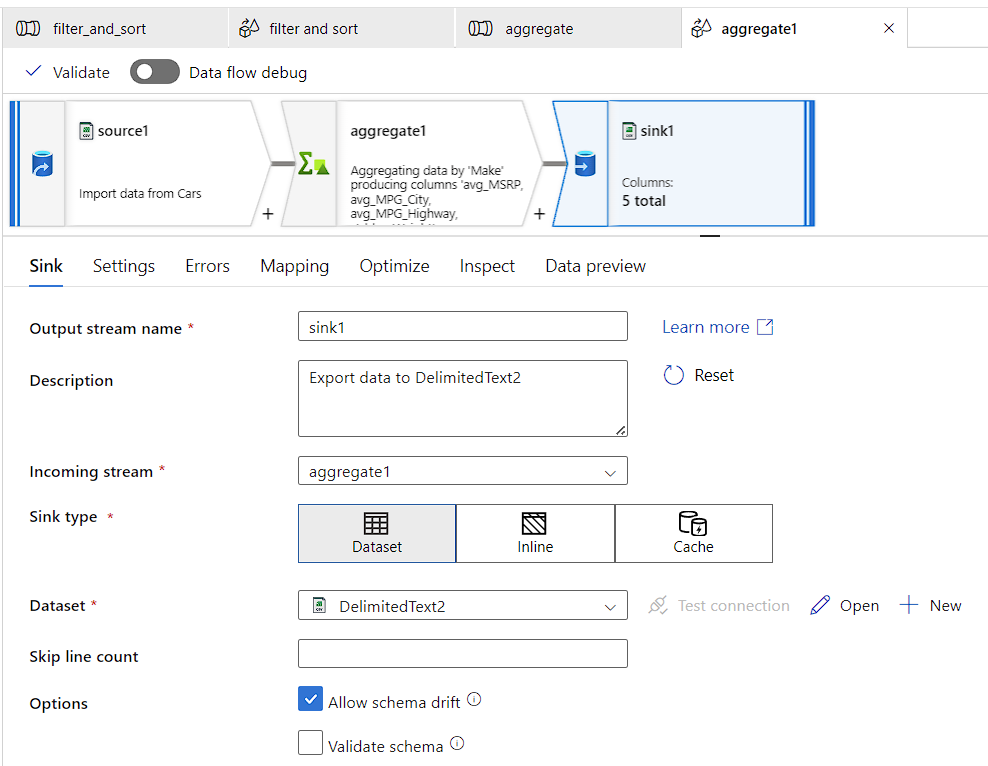 filter_and_sort
filter and sort
aggregate
aggregate1
Validate
Data flow debug
source1
Import data from Cars
+
aggregate1
Aggregating data by 'Make'
producing columns 'avg_MSRP,
avg_MPG_City,
avg_MPG_Highway,
+
sink1
Columns:
5 total
Sink
Settings
Errors
Mapping
Optimize
Inspect
Data preview
Output stream name *
sink1
Learn more
Description
Export data to DelimitedText2
Reset
Incoming stream *
aggregate1
Sink type *
Dataset
Inline
Cache
Dataset *
DelimitedText2
Test connection
Open
New
Skip line count
Options
Allow schema drift
Validate schema